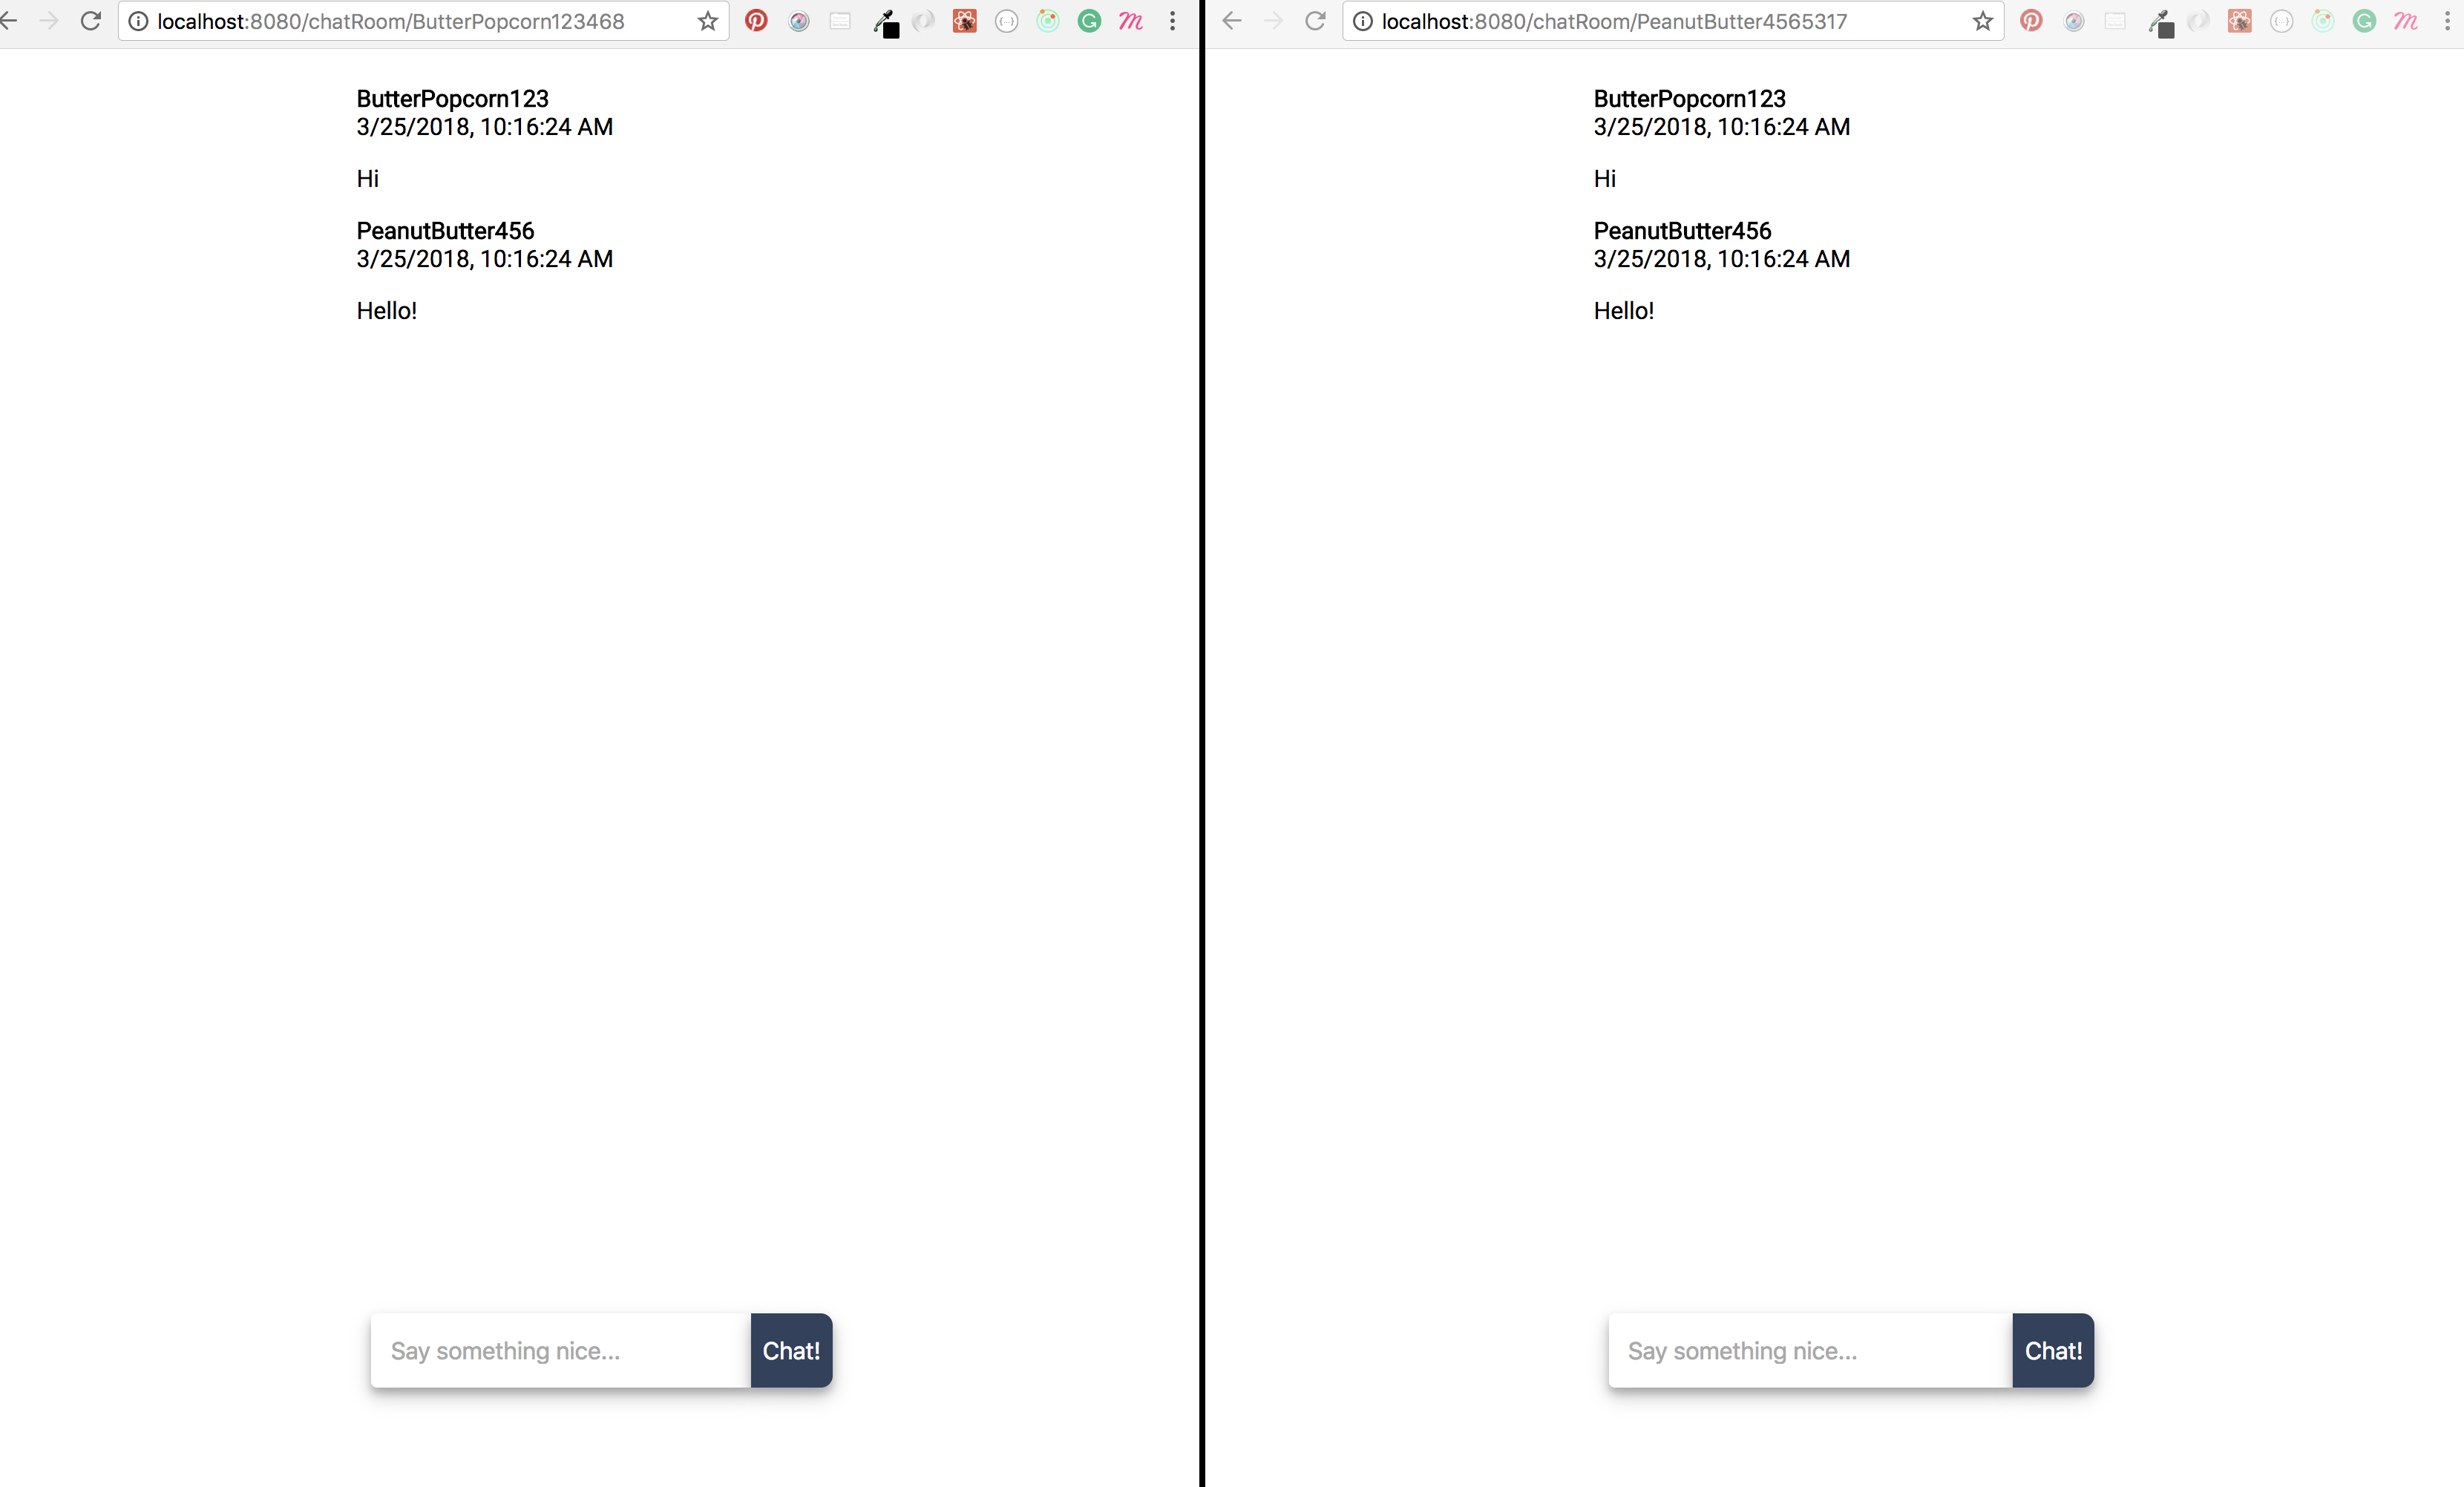 localhost:8080/chatRoom/ButterPopcorn123468
ButterPopcorn123
3/25/2018, 10:16:24 AM
Hi
PeanutButter456
3/25/2018, 10:16:24 AM
Hello!
Say something nice...
Chat!
localhost:8080/chatRoom/PeanutButter4565317
ButterPopcorn123
3/25/2018, 10:16:24 AM
Hi
PeanutButter456
3/25/2018, 10:16:24 AM
Hello!
Say something nice...
Chat!